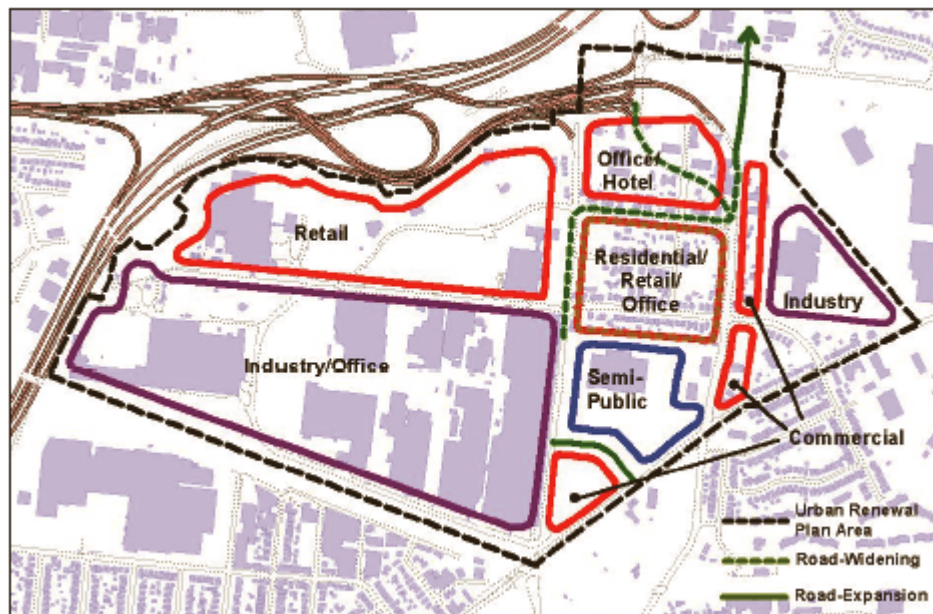 Office/
Hotel
Retail
Residential/
Retail/
Office
Industry
Industry/Office
Semi-
Public
Commercial
Urban Renewal
Plan Area
Road-Widening
Road-Expansion